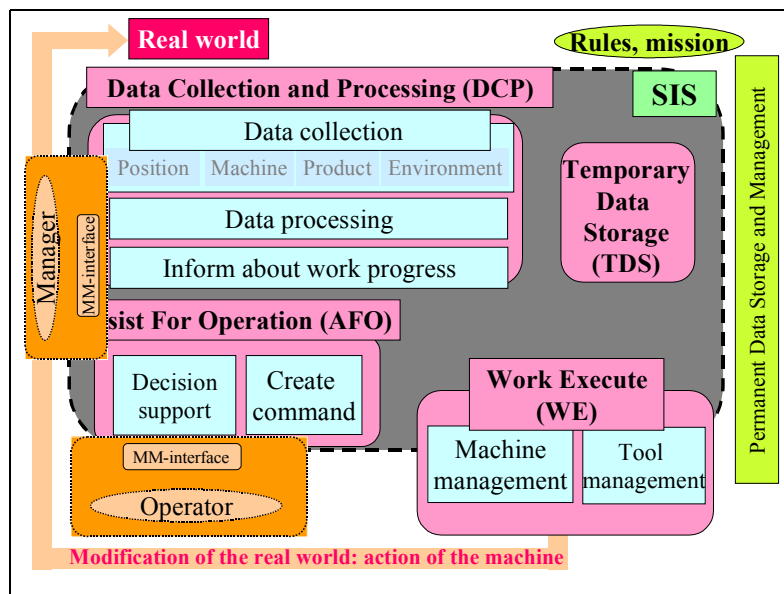 Real world
Rules, mission
Data Collection and Processing (DCP)
SIS
Data collection
Position Machine Product Environment
Data processing
Inform about work progress
Temporary
Data
Storage
(TDS)
Permanent Data Storage and Management
Manager
MM-interface
sist For Operation (AFO)
Decision
support
Create
command
Work Execute
(WE)
Machine
management
Tool
management
MM-interface
Operator
Modification of the real world: action of the machine